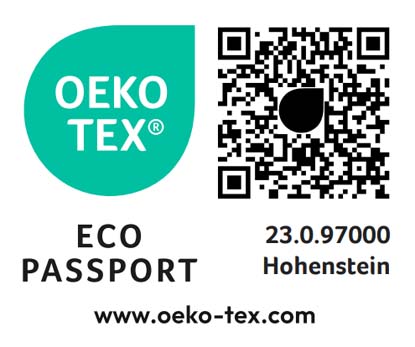 OEKO
TEX®
ECO
PASSPORT
23.0.97000
Hohenstein
www.oeko-tex.com